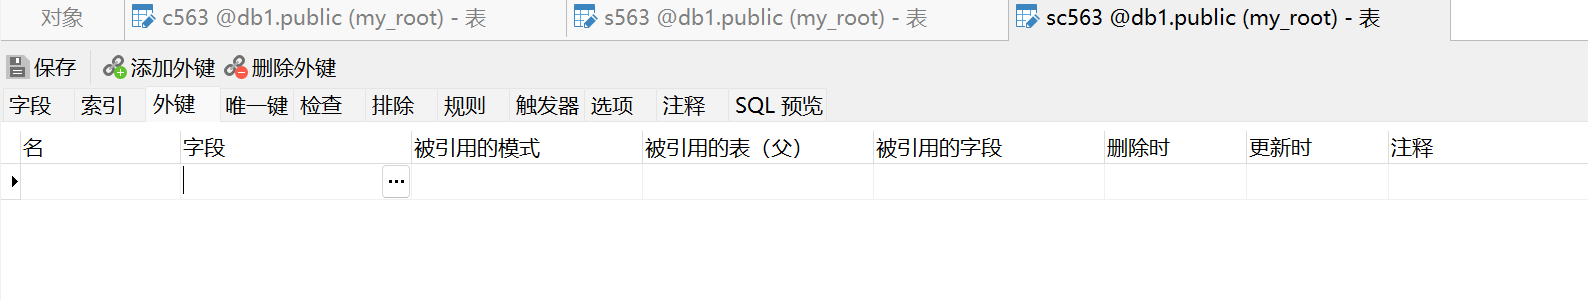 对象 c563 @db1.public (my_root) - 表 s563 @db1.public (my_root) - 表 sc563 @db1.public (my_root) - 表
保存 添加外键 删除外键
字段 索引 外键 唯一键 检查 排除 规则 触发器 选项 注释 SQL 预览
名 字段 被引用的模式 被引用的表（父） 被引用的字段 删除时 更新时 注释